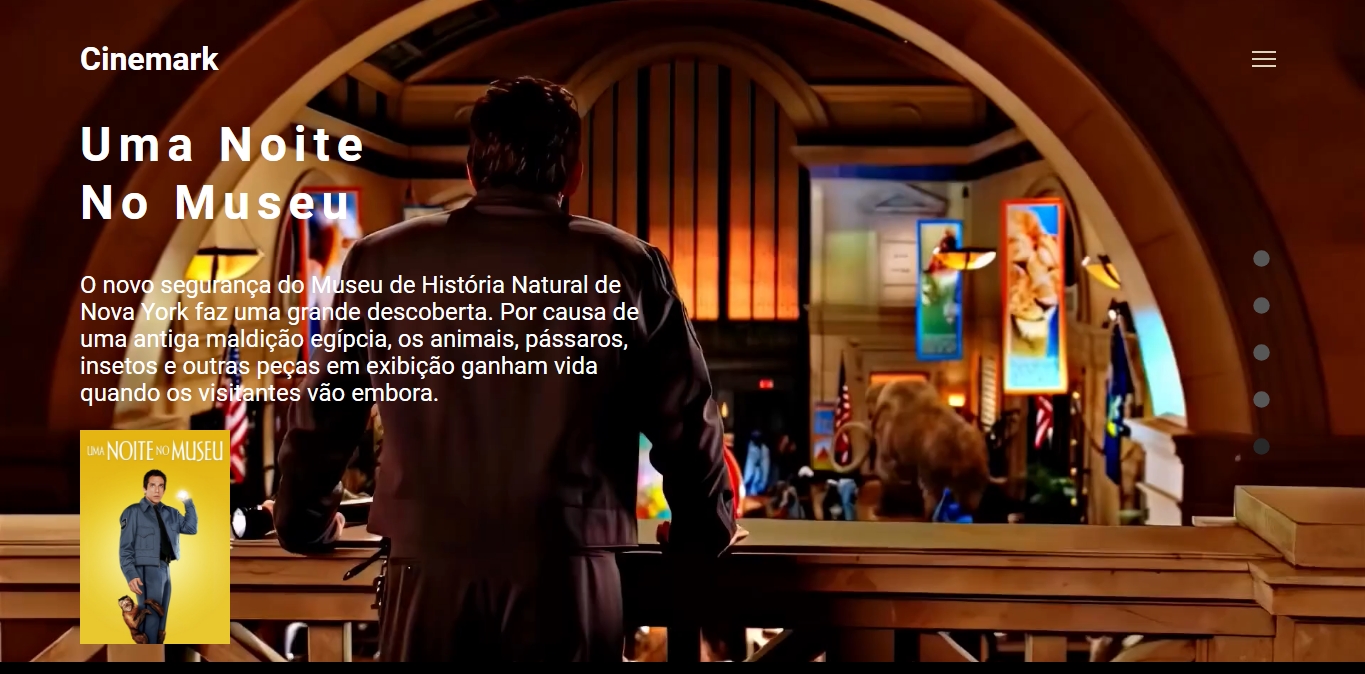 Cinemark
Uma Noite
No Museu
O novo segurança do Museu de História Natural de
Nova York faz uma grande descoberta. Por causa de
uma antiga maldição egípcia, os animais, pássaros,
insetos e outras peças em exibição ganham vida
quando os visitantes vão embora.
UMA NOITE NO MUSEU